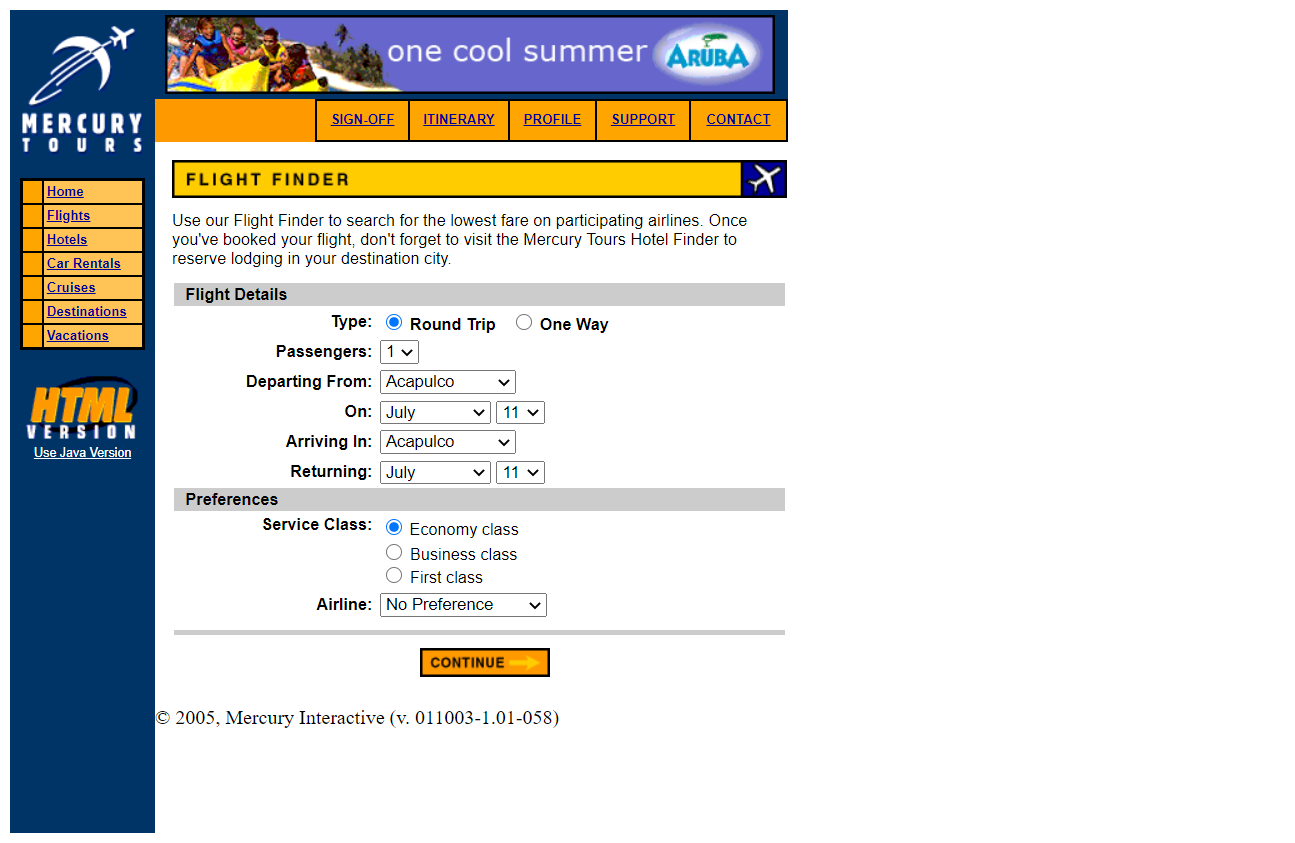 one cool summer ARUBA
MERCURY
TOURS
SIGN-OFF ITINERARY PROFILE SUPPORT CONTACT
Home
Flights
Hotels
Car Rentals
Cruises
Destinations
Vacations
HTML
VERSION
Use Java Version
FLIGHT FINDER
Use our Flight Finder to search for the lowest fare on participating airlines. Once
you've booked your flight, don't forget to visit the Mercury Tours Hotel Finder to
reserve lodging in your destination city.
Flight Details
Type: Round Trip One Way
Passengers: 1
Departing From: Acapulco
On: July 11
Arriving In: Acapulco
Returning: July 11
Preferences
Service Class: Economy class
Business class
First class
Airline: No Preference
CONTINUE
© 2005, Mercury Interactive (v. 011003-1.01-058)